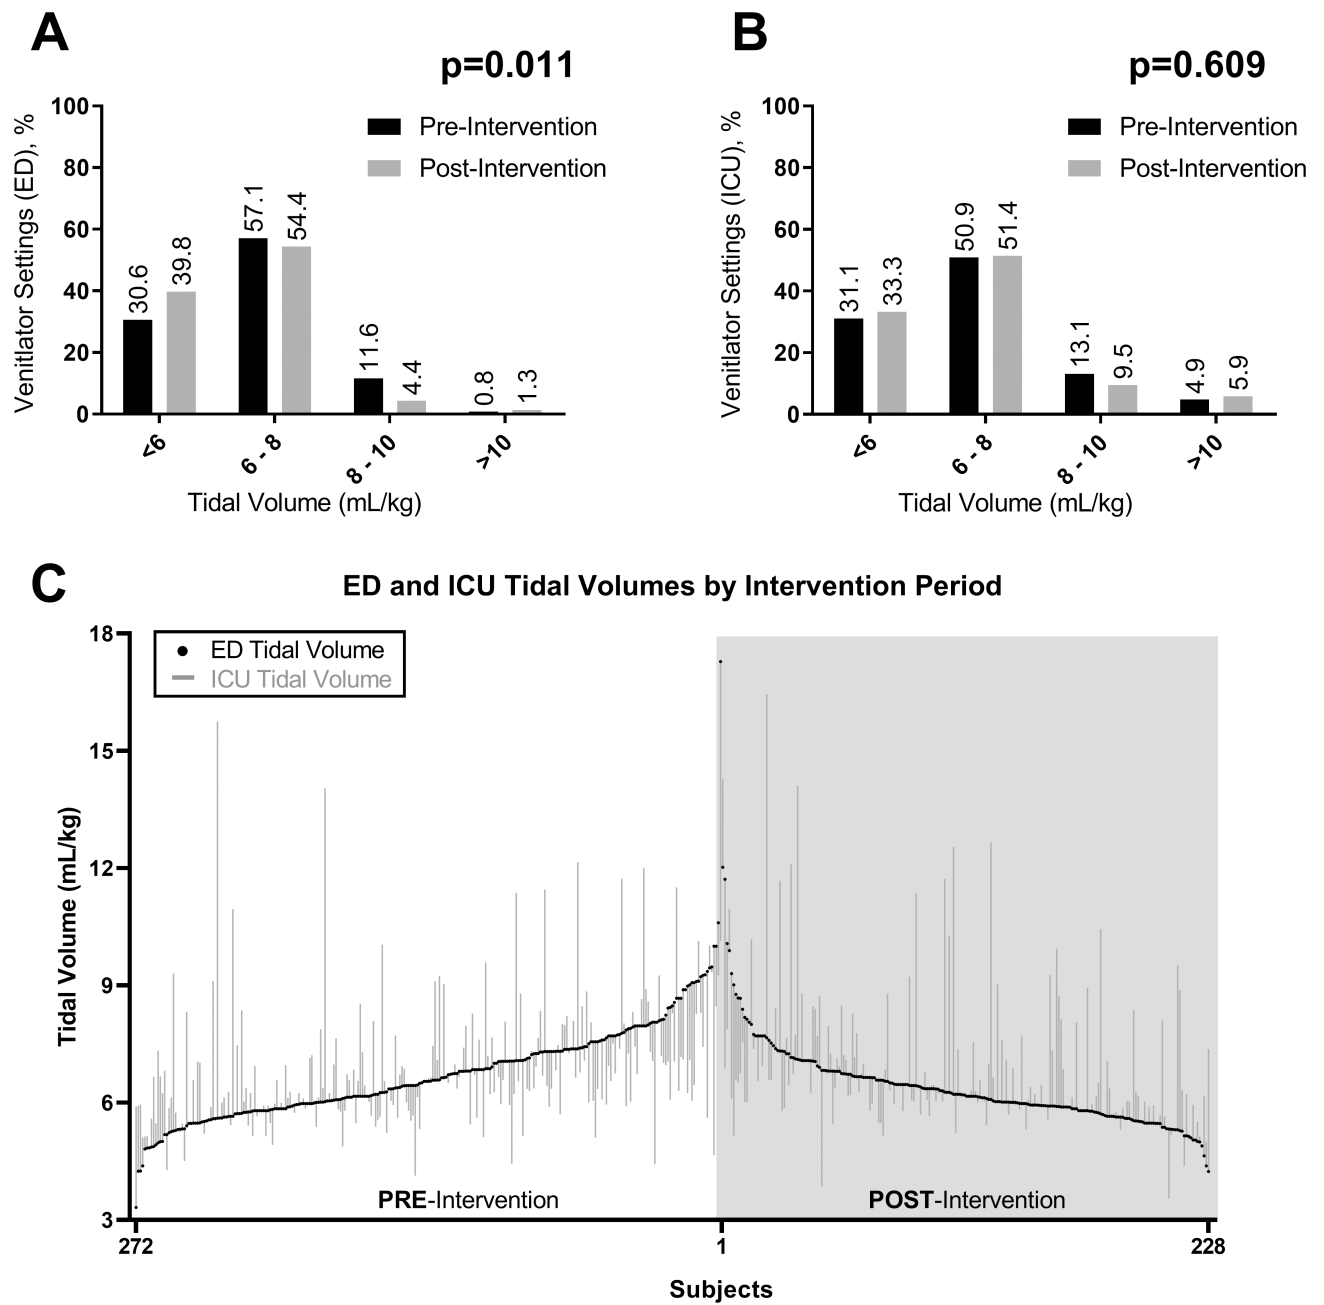 A
p=0.011
Venitlator Settings (ED), %
100
80
60
40
20
0
Pre-Intervention
Post-Intervention
30.6
39.8
57.1
54.4
11.6
4.4
0.8
1.3
<6
6 - 8
8 - 10
>10
Tidal Volume (mL/kg)
B
p=0.609
Venitlator Settings (ICU), %
100
80
60
40
20
0
Pre-Intervention
Post-Intervention
31.1
33.3
50.9
51.4
13.1
9.5
4.9
5.9
<6
6 - 8
8 - 10
>10
Tidal Volume (mL/kg)
C
ED and ICU Tidal Volumes by Intervention Period
Tidal Volume (mL/kg)
18
15
12
9
6
3
ED Tidal Volume
ICU Tidal Volume
PRE-Intervention
POST-Intervention
272
1
228
Subjects